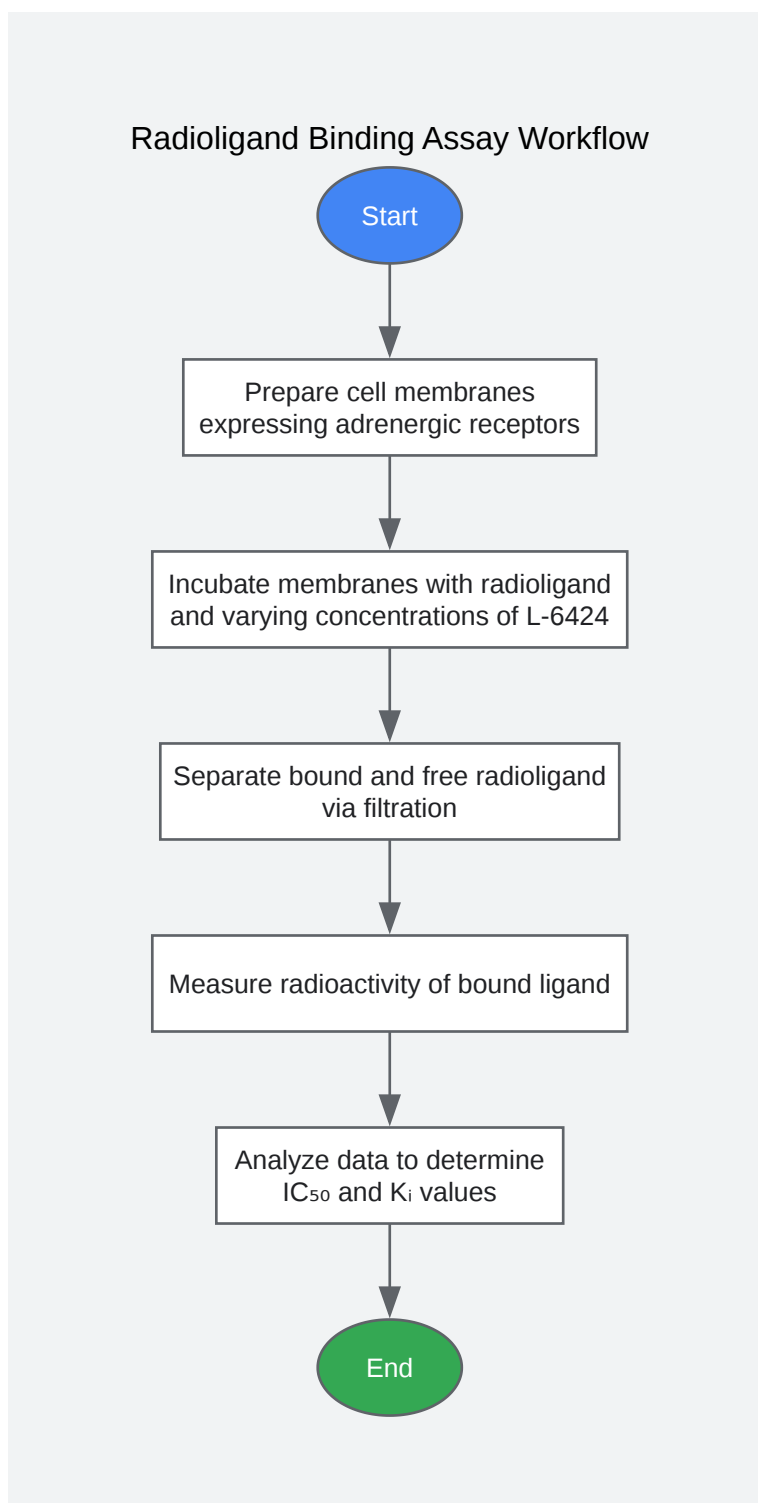 Radioligand Binding Assay Workflow
Start
Prepare cell membranes
expressing adrenergic receptors
Incubate membranes with radioligand
and varying concentrations of L-6424
Separate bound and free radioligand
via filtration
Measure radioactivity of bound ligand
Analyze data to determine
IC₅₀ and Kᵢ values
End